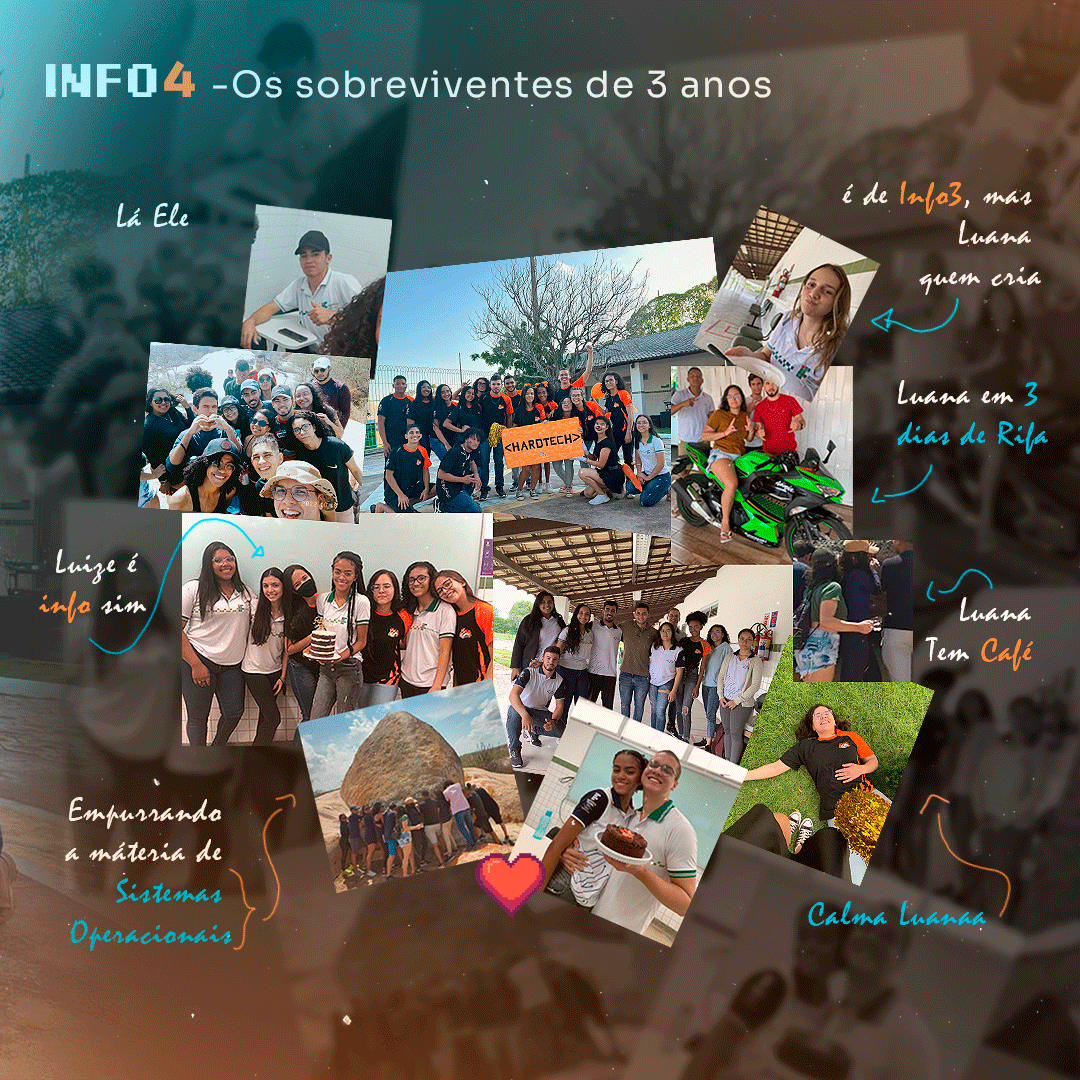 INFO4 -Os sobreviventes de 3 anos
Lá Ele
é de Info3, mas
Luana
quem cria
<HARDTECH>
Luana em 3
dias de Rifa
Luize é
info sim
Luana
Tem Café
Empurrando
a máteria de
Sistemas
Operacionais
Calma Luanaa